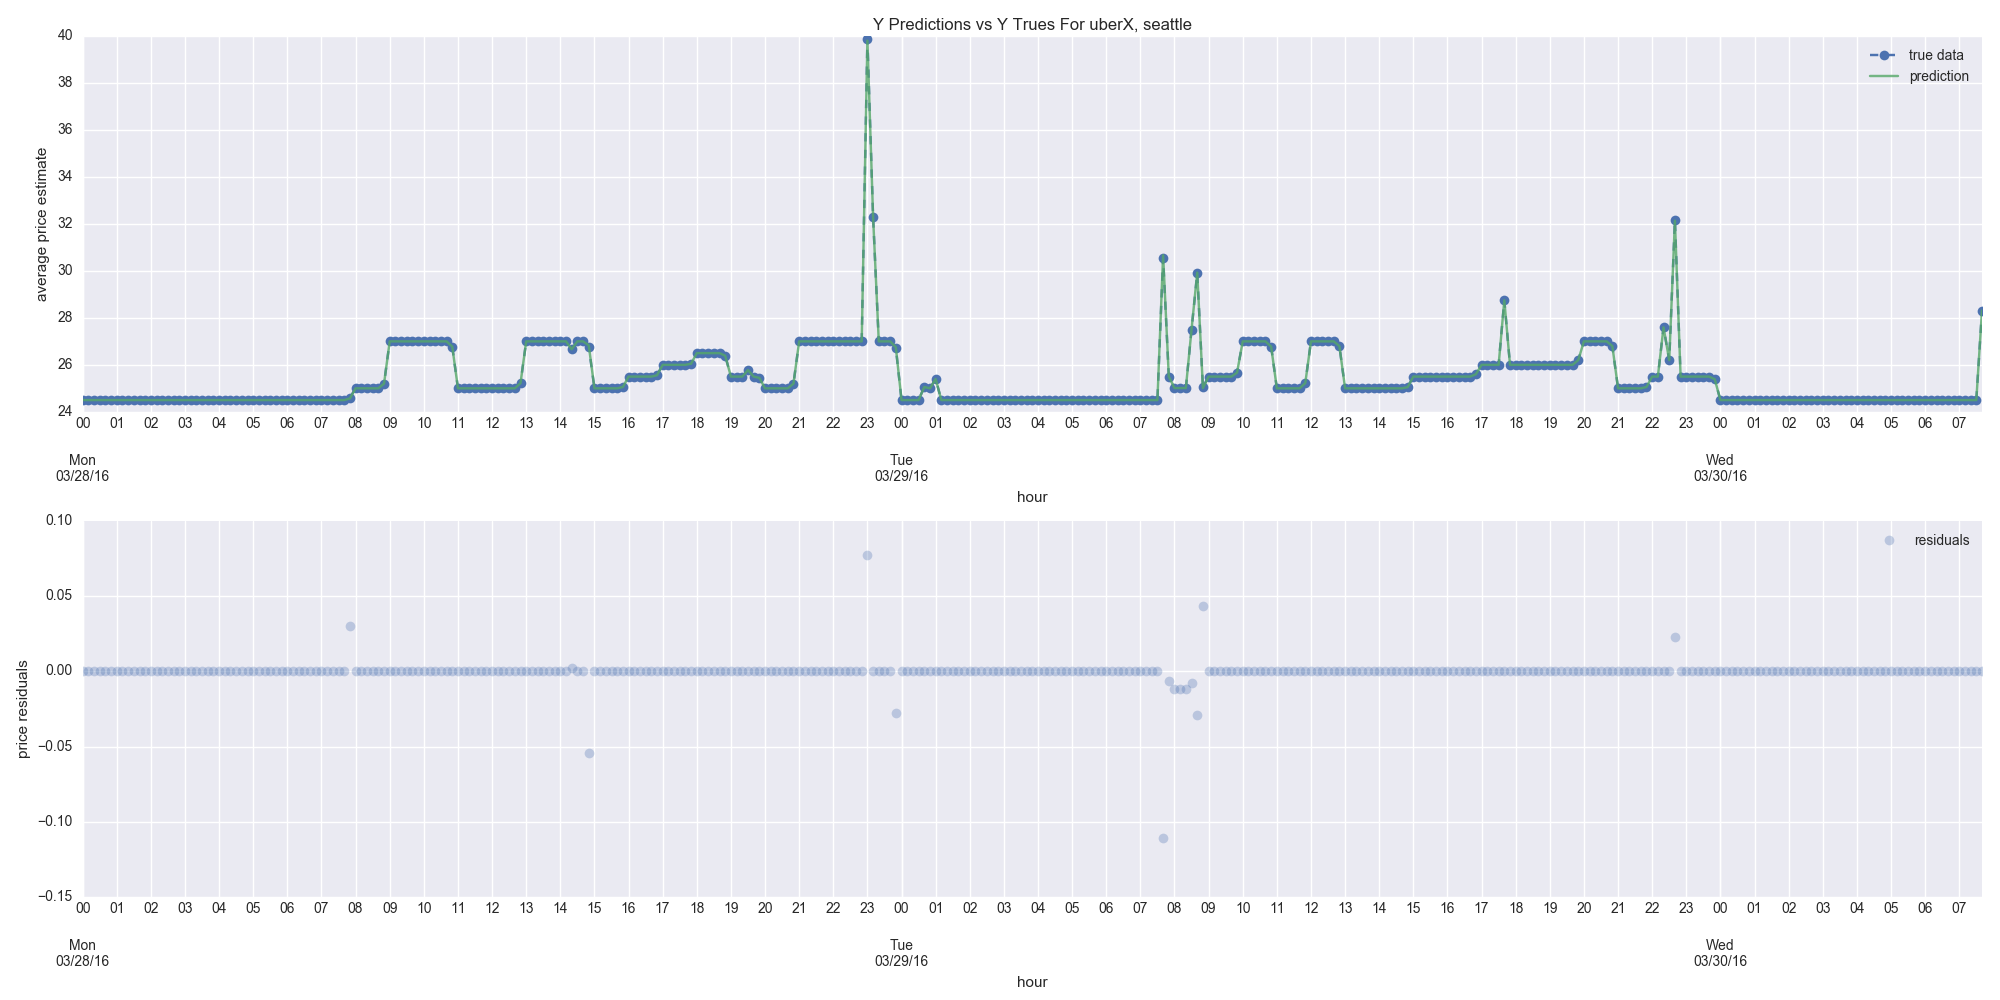 Y Predictions vs Y Trues For uberX, seattle
40
38
36
34
32
30
28
26
24
average price estimate
true data
prediction
00 01 02 03 04 05 06 07 08 09 10 11 12 13 14 15 16 17 18 19 20 21 22 23 00 01 02 03 04 05 06 07 08 09 10 11 12 13 14 15 16 17 18 19 20 21 22 23 00 01 02 03 04 05 06 07
Mon Tue Wed
03/28/16 03/29/16 03/30/16
hour
0.10
0.05
0.00
−0.05
−0.10
−0.15
price residuals
residuals
00 01 02 03 04 05 06 07 08 09 10 11 12 13 14 15 16 17 18 19 20 21 22 23 00 01 02 03 04 05 06 07 08 09 10 11 12 13 14 15 16 17 18 19 20 21 22 23 00 01 02 03 04 05 06 07
Mon Tue Wed
03/28/16 03/29/16 03/30/16
hour